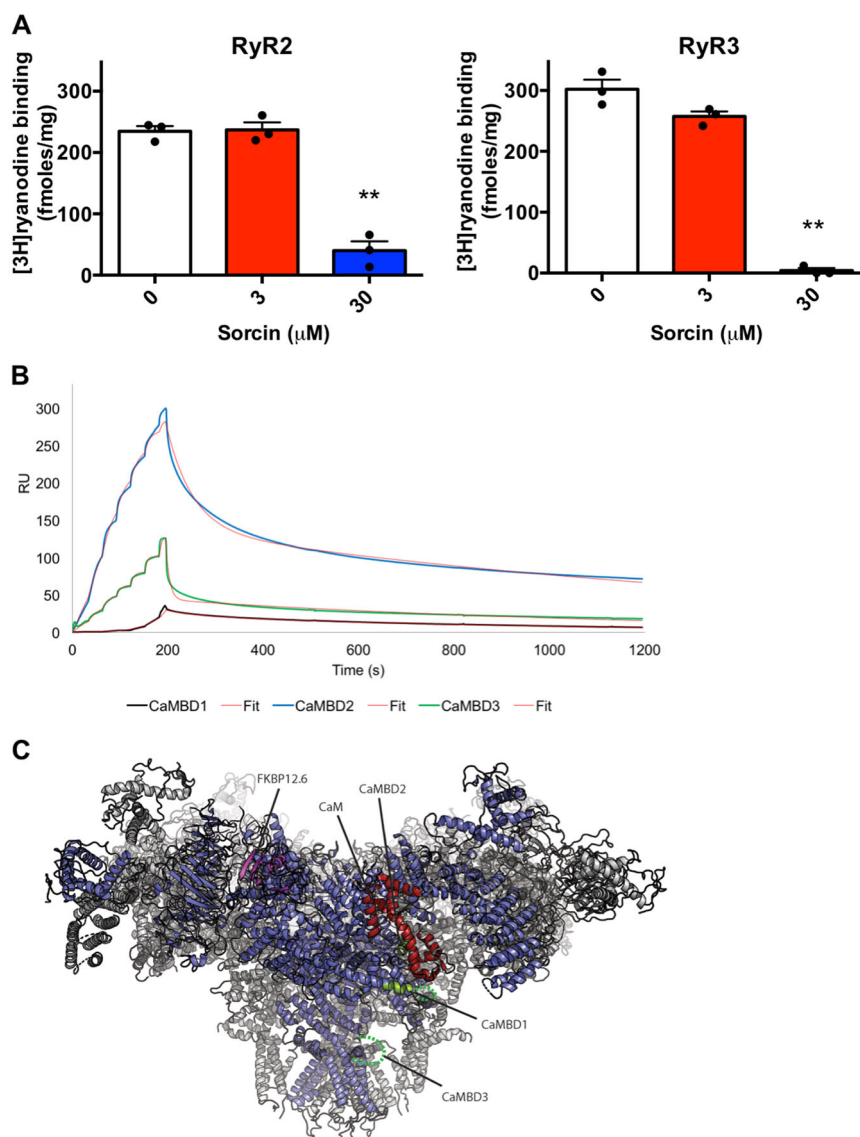 A
RyR2
RyR3
[3H]ryanodine binding
(fmoles/mg)
300
200
100
0
**
0
3
30
Sorcin (μM)
[3H]ryanodine binding
(fmoles/mg)
300
200
100
0
**
0
3
30
Sorcin (μM)
B
RU
300
250
200
150
100
50
0
0
200
400
600
800
1000
1200
Time (s)
CaMBD1 Fit CaMBD2 Fit CaMBD3 Fit
C
FKBP12.6
CaM
CaMBD2
CaMBD1
CaMBD3